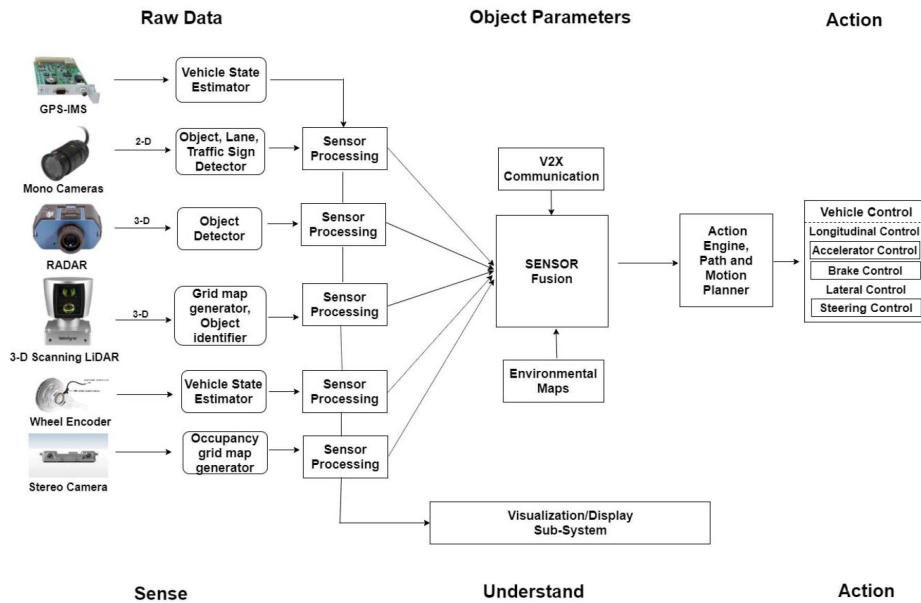 Raw Data
Object Parameters
Action
GPS-IMS
Vehicle State
Estimator
Mono Cameras
2-D
Object, Lane,
Traffic Sign
Detector
Sensor
Processing
RADAR
3-D
Object
Detector
Sensor
Processing
3-D Scanning LiDAR
3-D
Grid map
generator,
Object
identifier
Sensor
Processing
Wheel Encoder
Vehicle State
Estimator
Sensor
Processing
Stereo Camera
Occupancy
grid map
generator
Sensor
Processing
V2X
Communication
SENSOR
Fusion
Environmental
Maps
Action
Engine,
Path and
Motion
Planner
Vehicle Control
Longitudinal Control
Accelerator Control
Brake Control
Lateral Control
Steering Control
Visualization/Display
Sub-System
Sense
Understand
Action